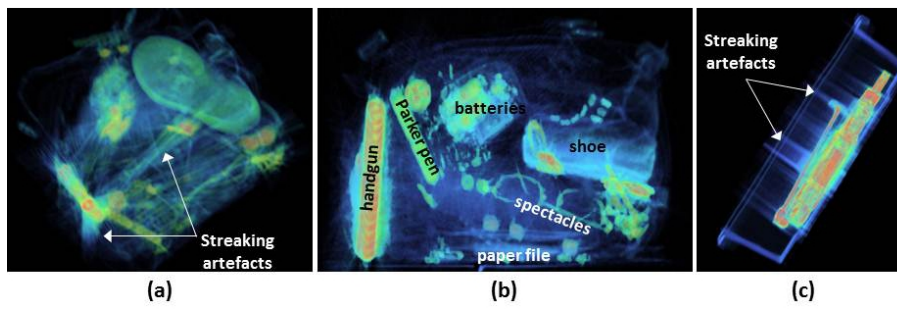 Streaking
artefacts
(a)
handgun
Parker pen
batteries
shoe
spectacles
paper file
(b)
Streaking
artefacts
(c)